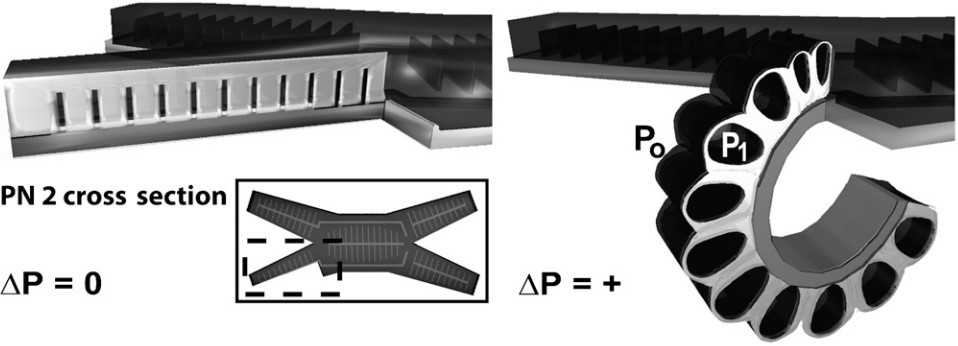 PN 2 cross section
ΔP = 0
Po
P1
ΔP = +